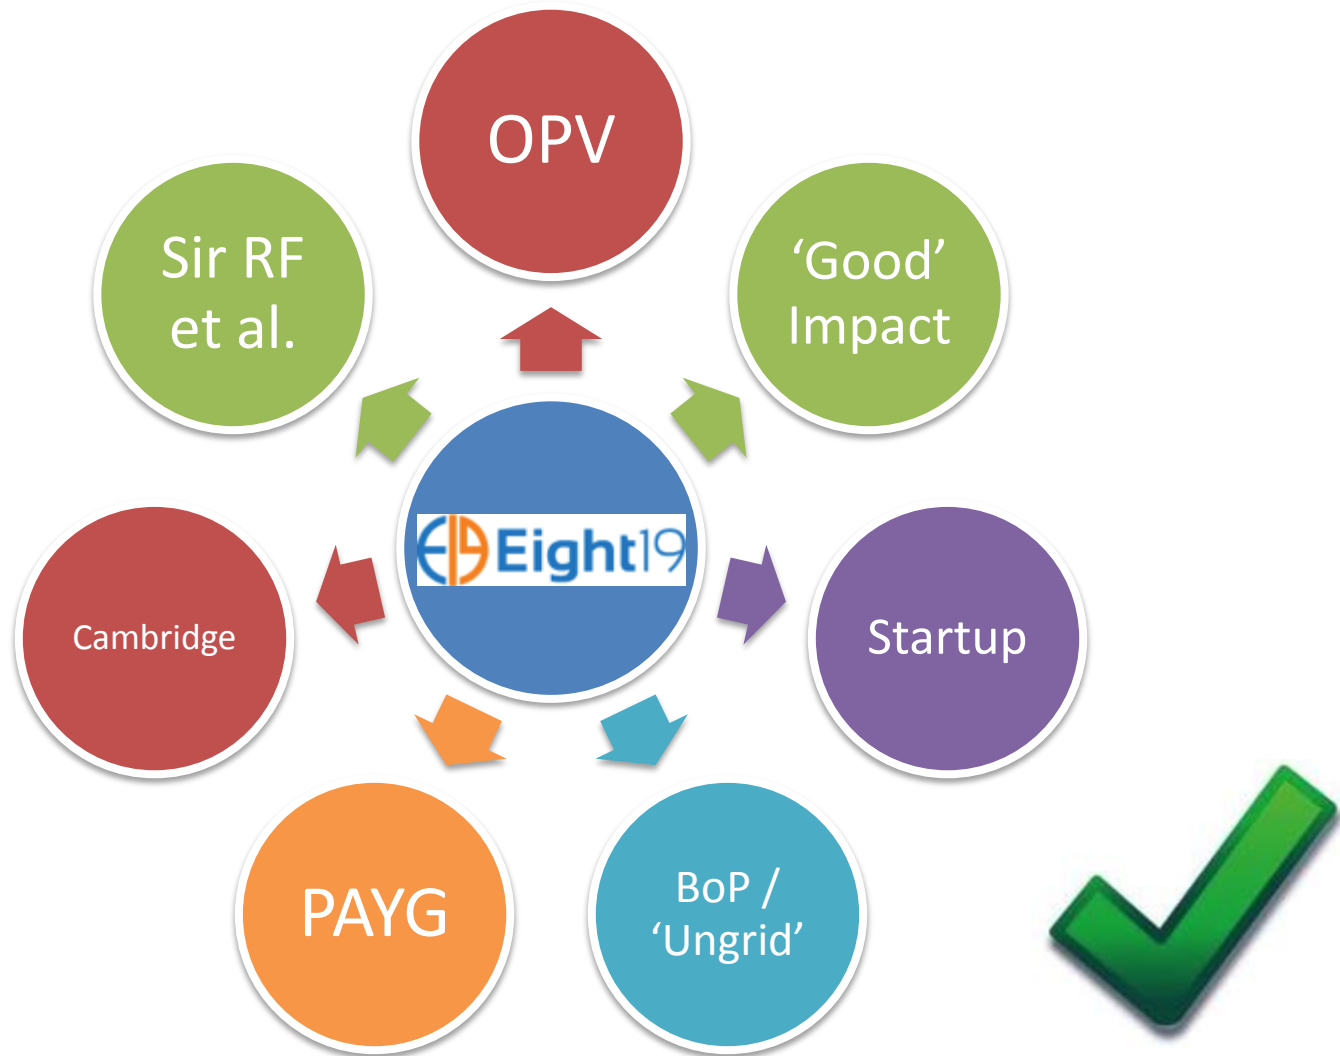 OPV
‘Good’
Impact
Startup
BoP /
‘Ungrid’
PAYG
Cambridge
Sir RF
et al.
Eight19